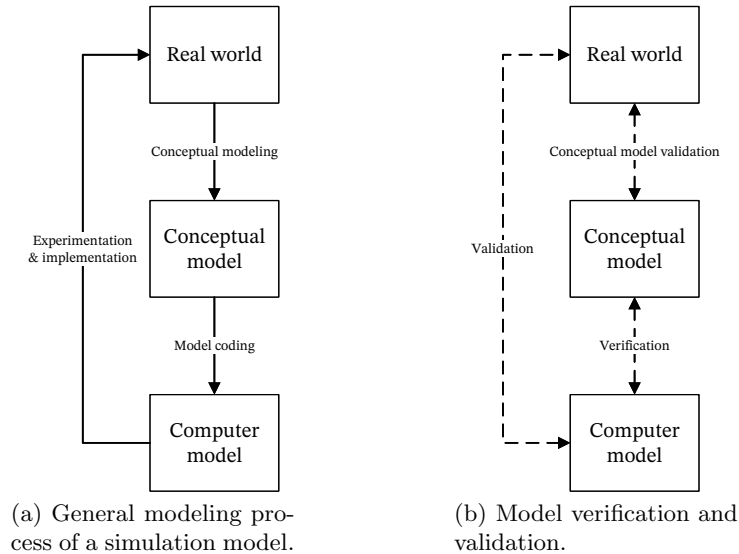 Real world
Conceptual modeling
Experimentation
& implementation
Conceptual
model
Model coding
Computer
model
(a) General modeling pro-
cess of a simulation model.
Real world
Conceptual model validation
Validation
Conceptual
model
Verification
Computer
model
(b) Model verification and
validation.